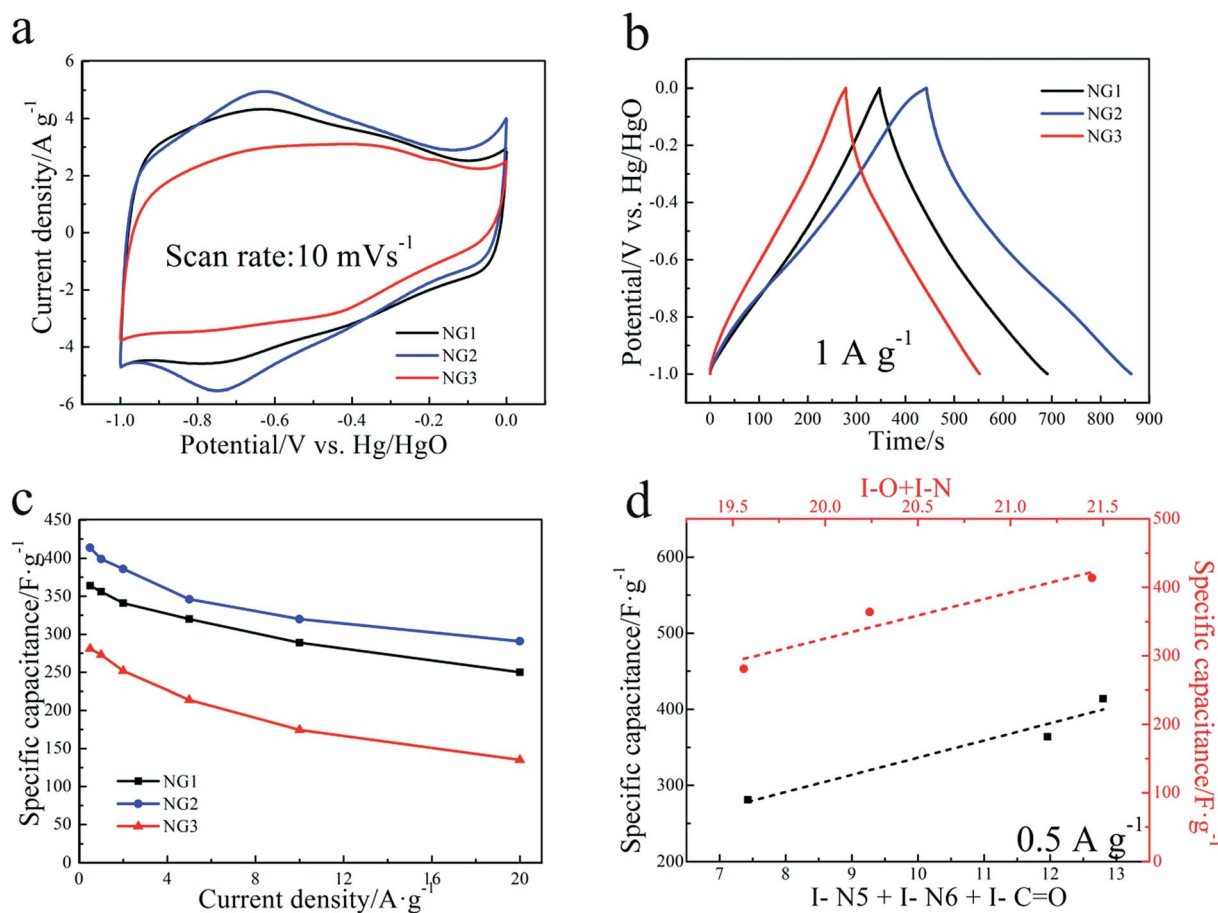 a
Current density/A g⁻¹
6
4
2
0
-2
-4
-6
Scan rate:10 mVs⁻¹
NG1
NG2
NG3
-1.0 -0.8 -0.6 -0.4 -0.2 0.0
Potential/V vs. Hg/HgO
b
Potential/V vs. Hg/HgO
0.0
-0.2
-0.4
-0.6
-0.8
-1.0
NG1
NG2
NG3
1 A g⁻¹
0 100 200 300 400 500 600 700 800 900
Time/s
c
Specific capacitance/F·g⁻¹
450
400
350
300
250
200
150
100
50
0
NG1
NG2
NG3
0 4 8 12 16 20
Current density/A·g⁻¹
d
I-O+I-N
19.5 20.0 20.5 21.0 21.5
Specific capacitance/F·g⁻¹
600
500
400
300
200
500
400
300
200
100
0
Specific capacitance/F·g⁻¹
0.5 A g⁻¹
7 8 9 10 11 12 13
I- N5 + I- N6 + I- C=O